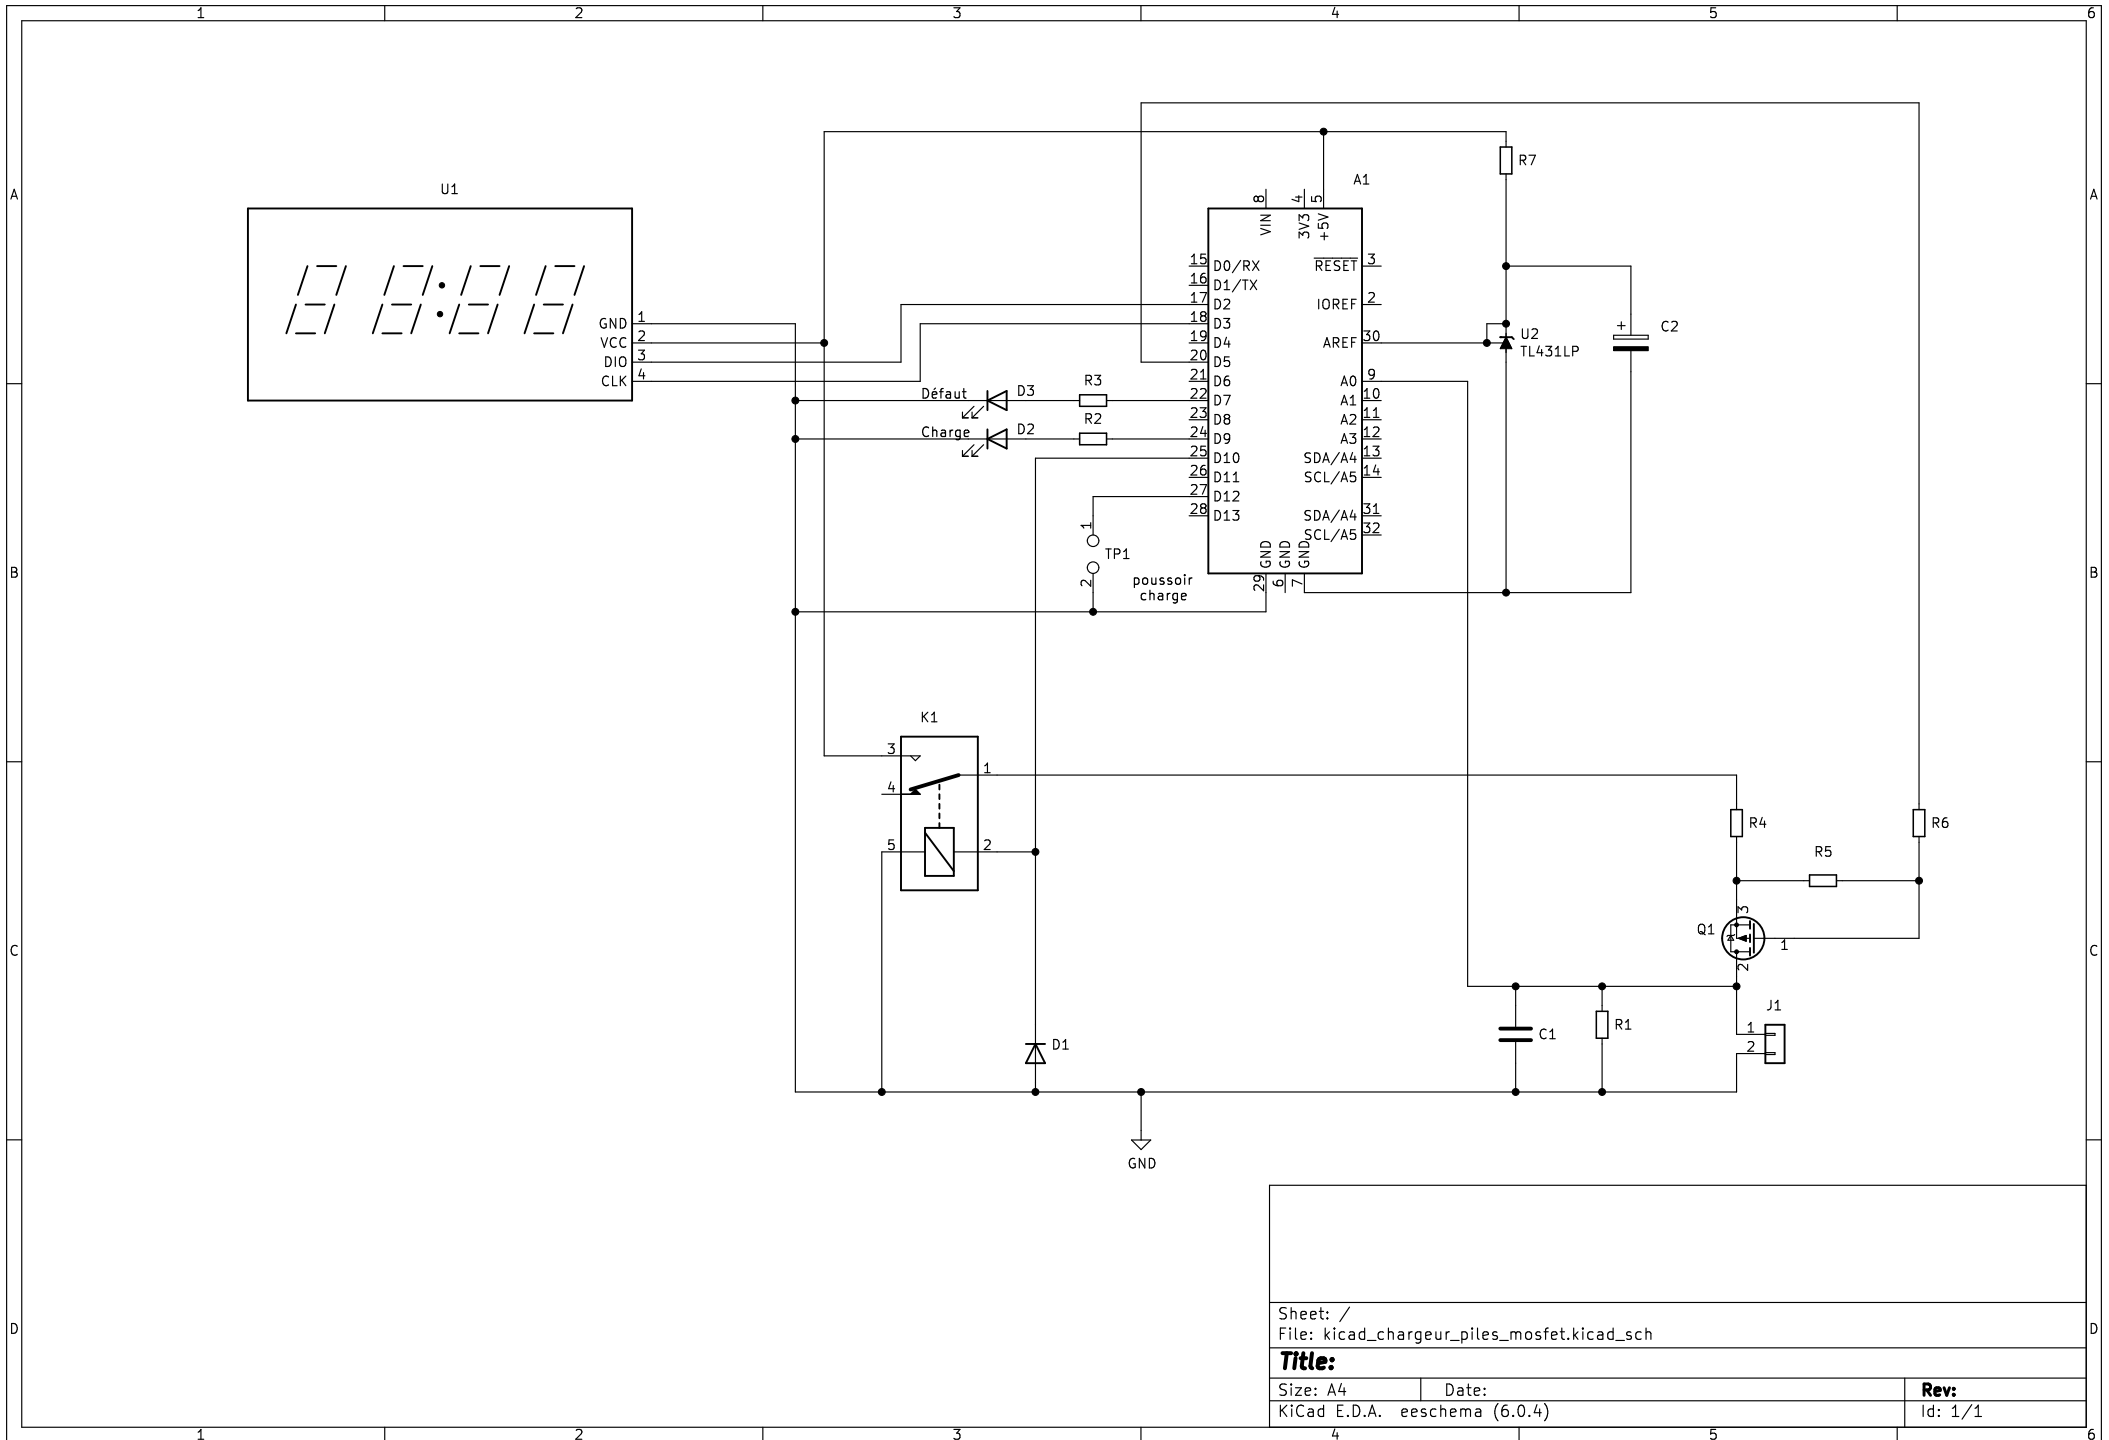 1 2 3 4 5 6
A A
B B
C C
D D
U1
GND 1
VCC 2
DIO 3
CLK 4
A1
8 4 5
VIN 3V3 +5V
15 D0/RX
16 D1/TX
17 D2
18 D3
19 D4
20 D5
21 D6
22 D7
23 D8
24 D9
25 D10
26 D11
27 D12
28 D13
RESET 3
IOREF 2
AREF 30
A0 9
A1 10
A2 11
A3 12
SDA/A4 13
SCL/A5 14
SDA/A4 31
SCL/A5 32
GND GND GND
29 6 7
R7
U2
TL431LP
+
C2
Défaut D3 R3
Charge D2 R2
1
TP1
2
poussoir
charge
K1
3 1
4
5 2
R4
R6
R5
Q1
3
1
2
J1
1
2
C1
R1
D1
GND
Sheet: /
File: kicad_chargeur_piles_mosfet.kicad_sch
Title:
Size: A4 Date: Rev:
KiCad E.D.A. eeschema (6.0.4) Id: 1/1
1 2 3 4 5 6